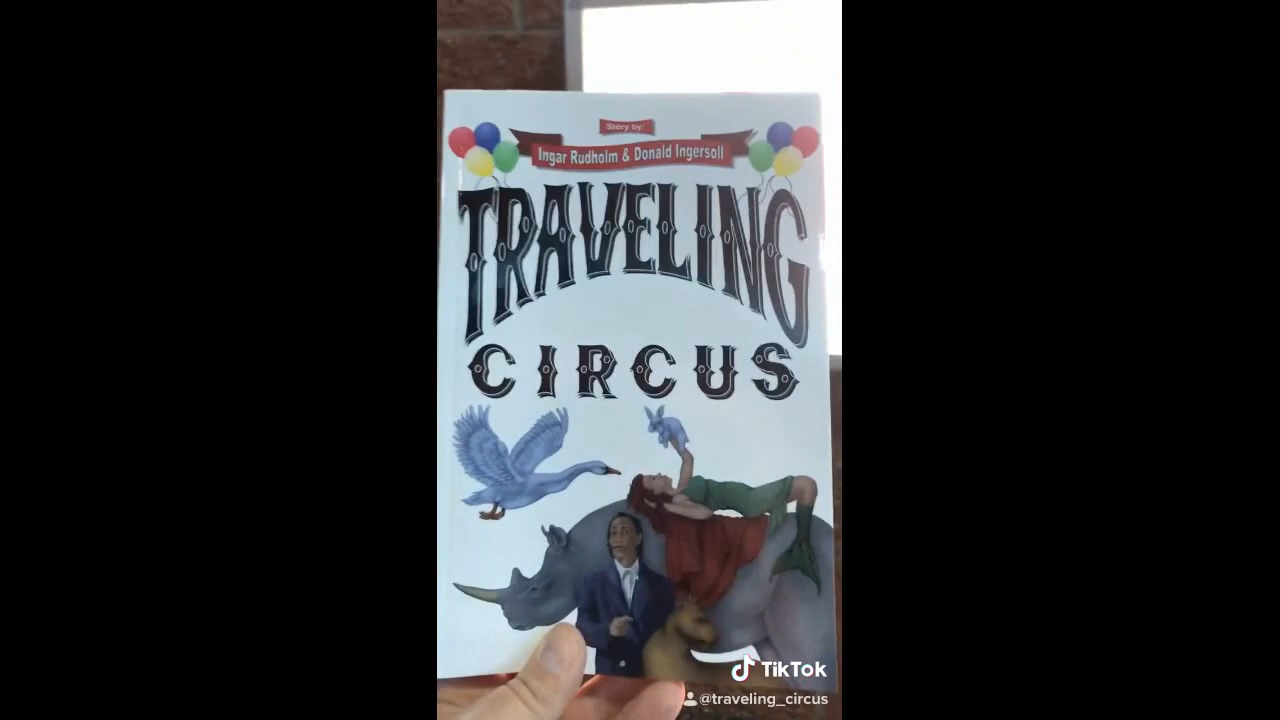 Story by:
Ingar Rudholm & Donald Ingersoll
TRAVELING
CIRCUS
TikTok
@traveling_circus